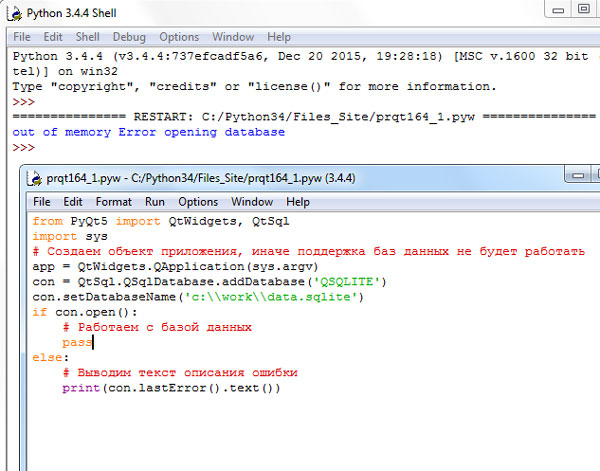 Python 3.4.4 Shell
File Edit Shell Debug Options Window Help
Python 3.4.4 (v3.4.4:737efcadf5a6, Dec 20 2015, 19:28:18) [MSC v.1600 32 bit (
tel)] on win32
Type "copyright", "credits" or "license()" for more information.
>>>
=============== RESTART: C:/Python34/Files_Site/prqt164_1.pyw ===============
out of memory Error opening database
>>>
prqt164_1.pyw - C:/Python34/Files_Site/prqt164_1.pyw (3.4.4)
File Edit Format Run Options Window Help
from PyQt5 import QtWidgets, QtSql
import sys
# Создаем объект приложения, иначе поддержка баз данных не будет работать
app = QtWidgets.QApplication(sys.argv)
con = QtSql.QSqlDatabase.addDatabase('QSQLITE')
con.setDatabaseName('c:\\work\\data.sqlite')
if con.open():
    # Работаем с базой данных
    pass
else:
    # Выводим текст описания ошибки
    print(con.lastError().text())